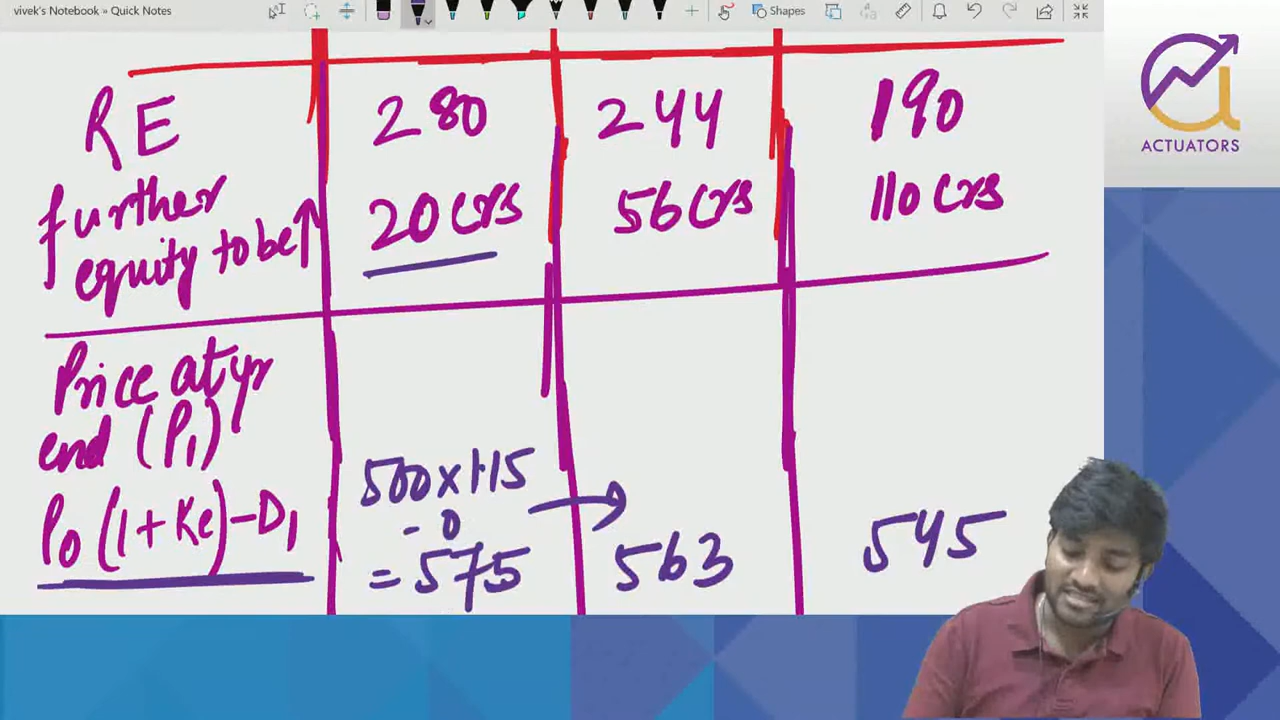 vivek's Notebook » Quick Notes
Shapes
ACTUATORS
RE 280 244 190
further equity to be↑ 20 Crs 56 Crs 110 Crs
Price at yr
end (P1)
P0 (1+Ke) - D1
500×1.15
- 0
= 575 → 563 545